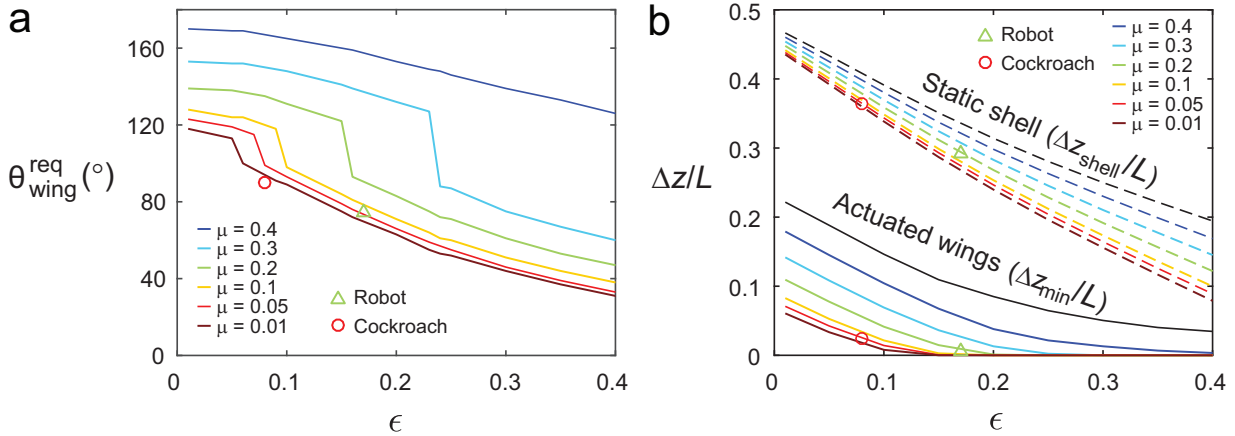 a
θ_wing^req (°)
160
120
80
40
0
μ = 0.4
μ = 0.3
μ = 0.2
μ = 0.1
μ = 0.05
μ = 0.01
Robot
Cockroach
0 0.1 0.2 0.3 0.4
ϵ
b
Δz/L
0.5
0.4
0.3
0.2
0.1
0
Robot
Cockroach
μ = 0.4
μ = 0.3
μ = 0.2
μ = 0.1
μ = 0.05
μ = 0.01
Static shell (Δz_shell/L)
Actuated wings (Δz_min/L)
0 0.1 0.2 0.3 0.4
ϵ